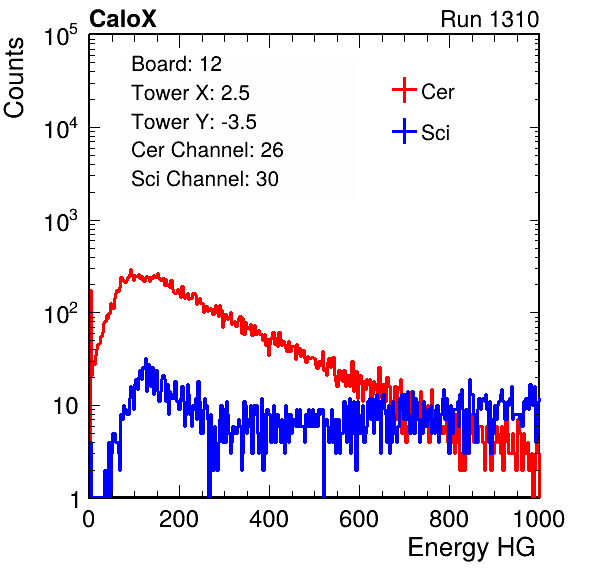 CaloX Run 1310
Counts
10^5
10^4
10^3
10^2
10
1
Board: 12
Tower X: 2.5
Tower Y: -3.5
Cer Channel: 26
Sci Channel: 30
Cer
Sci
0 200 400 600 800 1000
Energy HG